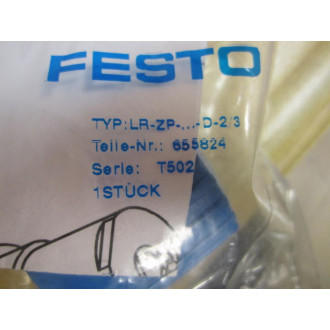 FESTO
TYP:LR-ZP-...-D-2/3
Teile-Nr.: 655824
Serie: T502
1STÜCK